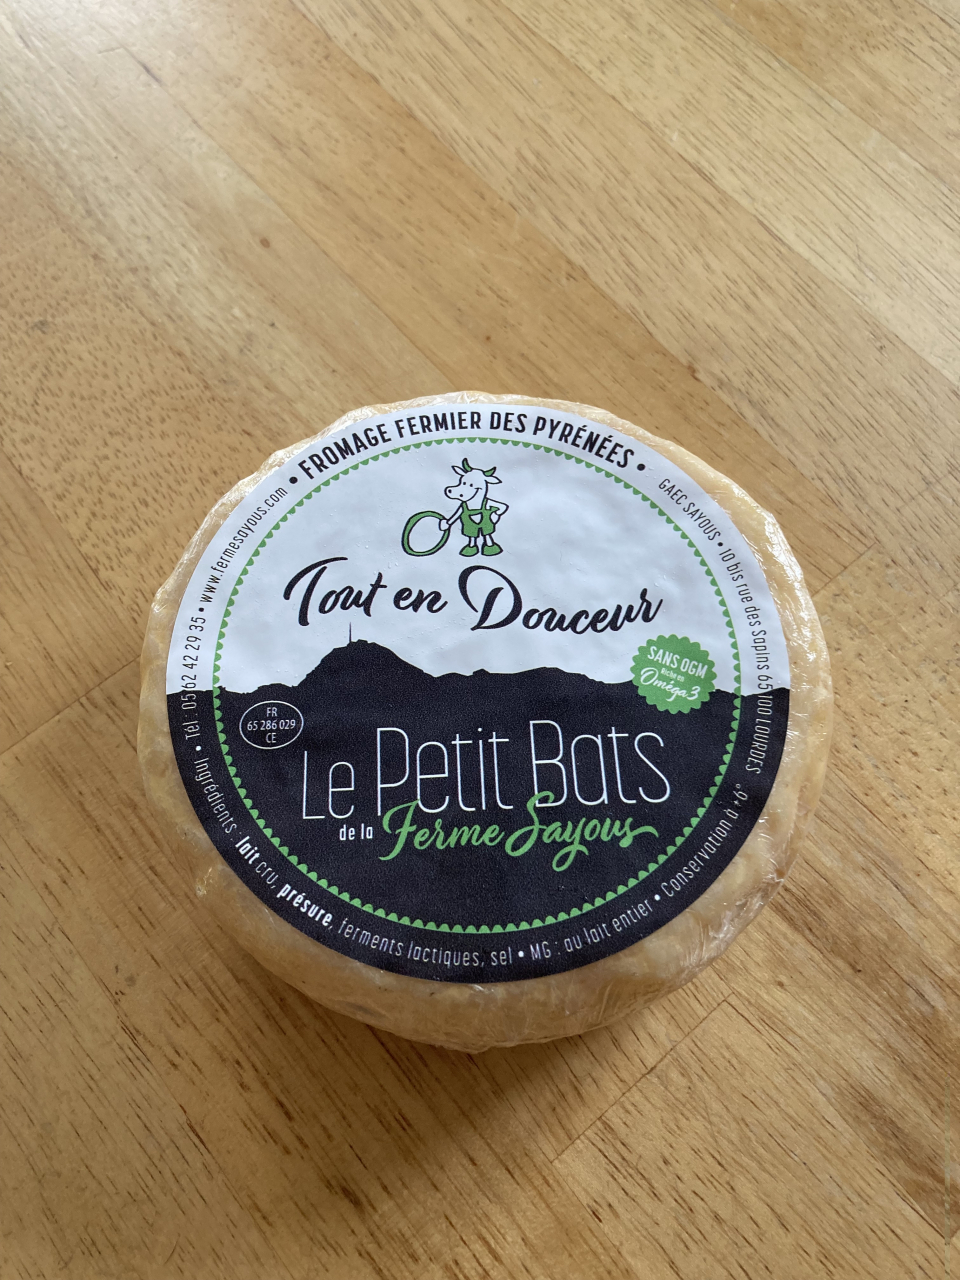 • FROMAGE FERMIER DES PYRÉNÉES •
GAEC SAYOUS • 10 bis rue des Sapins 65100 LOURDES
Tout en Douceur
SANS OGM
Riche en
Oméga 3
FR
65 286 029
CE
Le Petit Bats
de la Ferme Sayous
• Tél : 05 62 42 29 35 • www.fermesayous.com
Ingrédients : lait cru, présure, ferments lactiques, sel • MG : au lait entier • Conservation à +6°